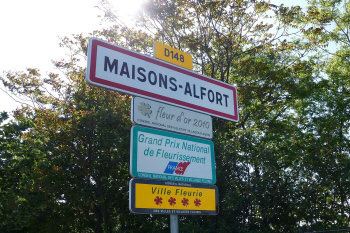 D148
MAISONS-ALFORT
fleur d'or 2010
Grand Prix National
de Fleurissement
Ville Fleurie